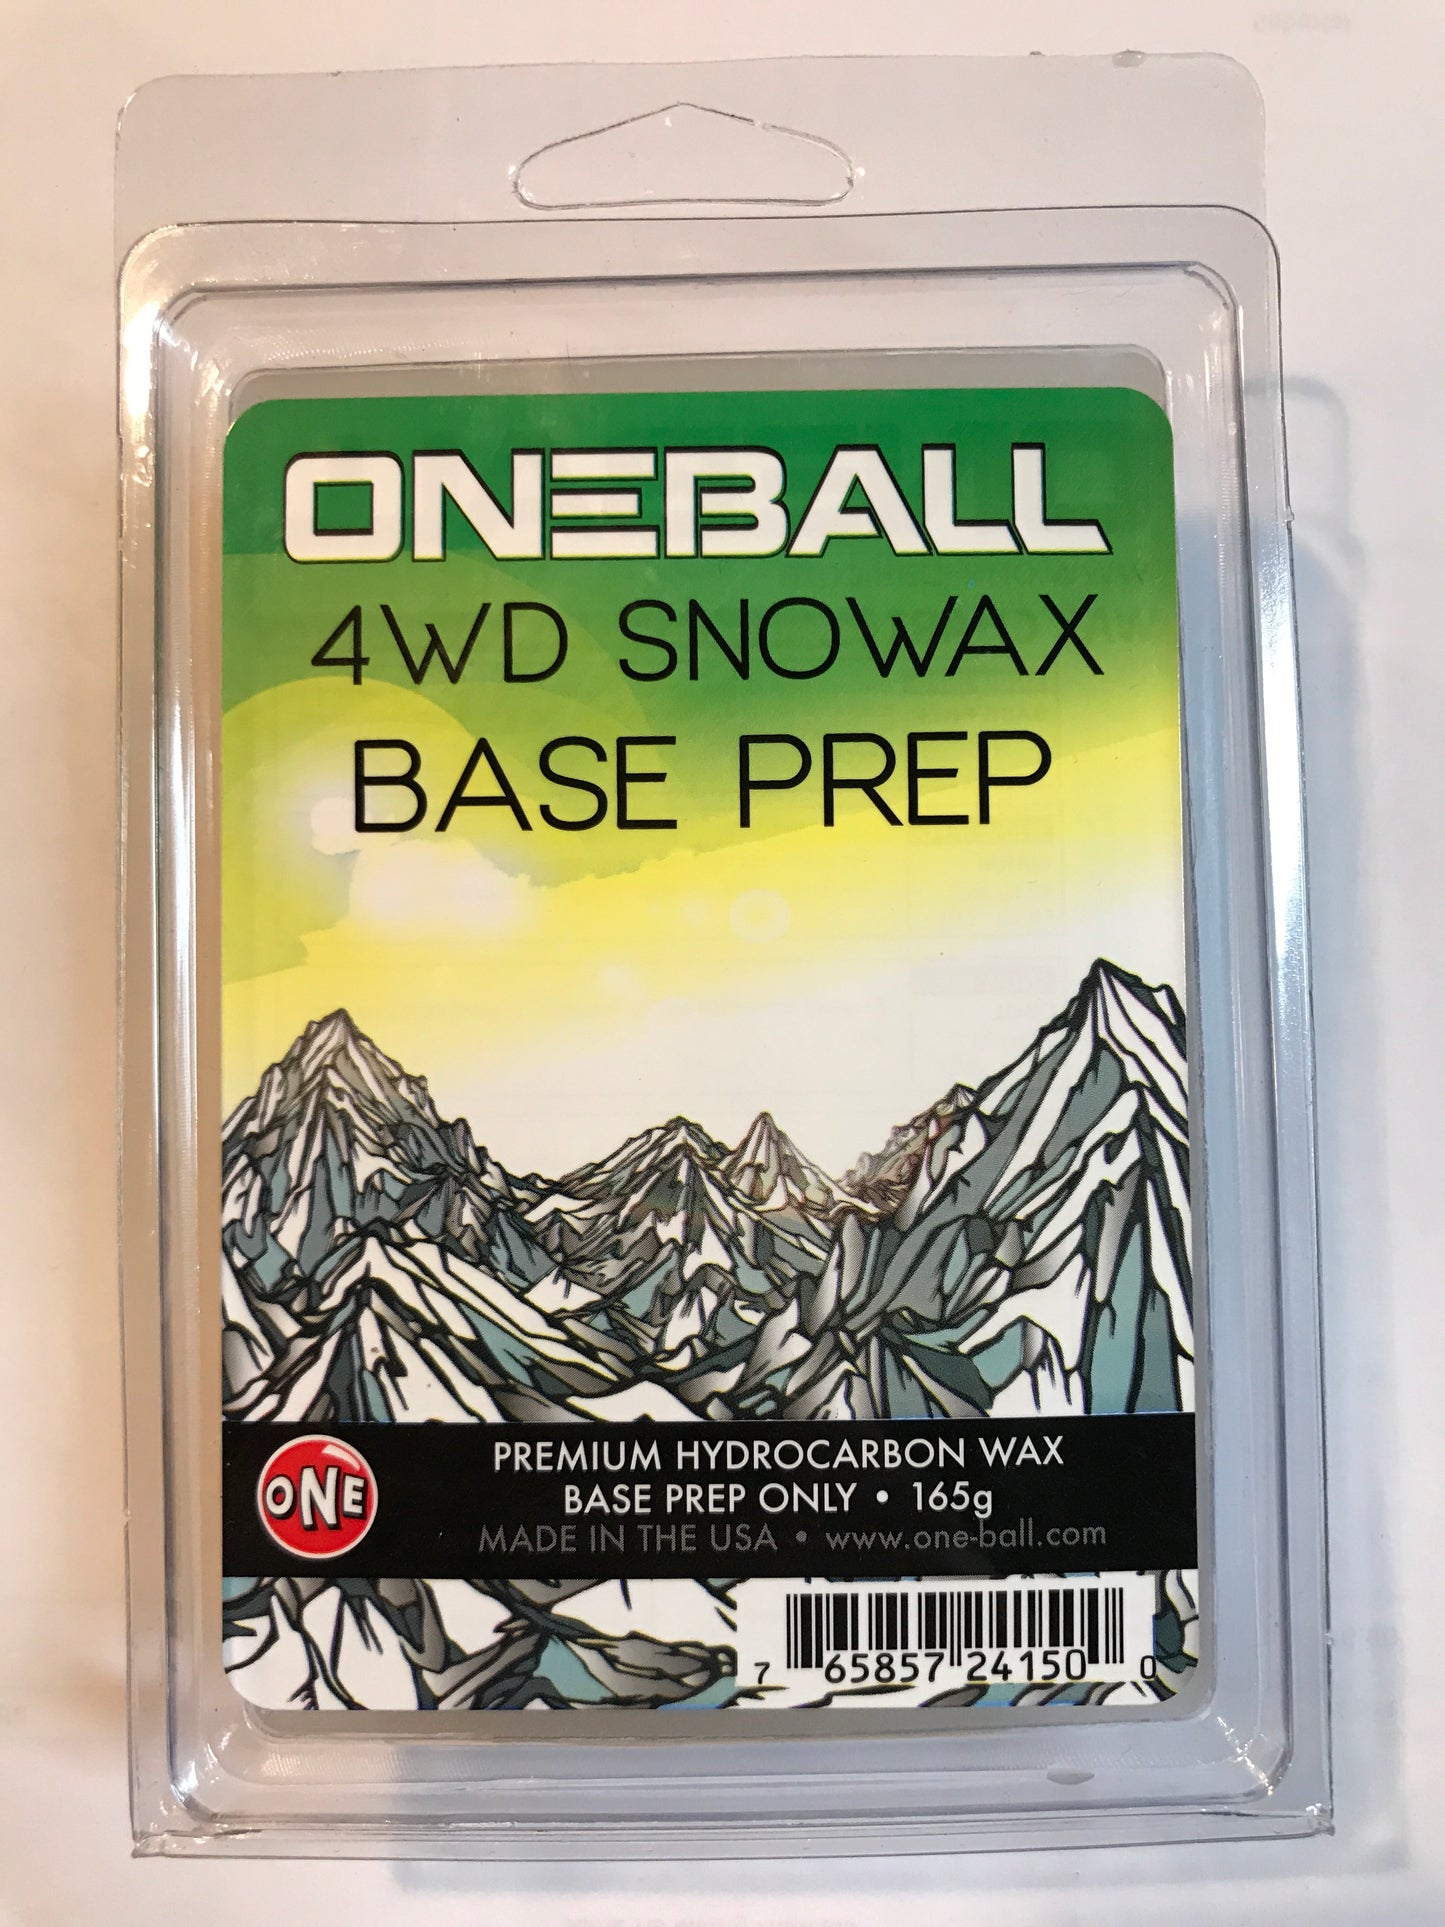 ONEBALL
4WD SNOWAX
BASE PREP
ONE
PREMIUM HYDROCARBON WAX
BASE PREP ONLY • 165g
MADE IN THE USA • www.one-ball.com
7 65857 24150 0